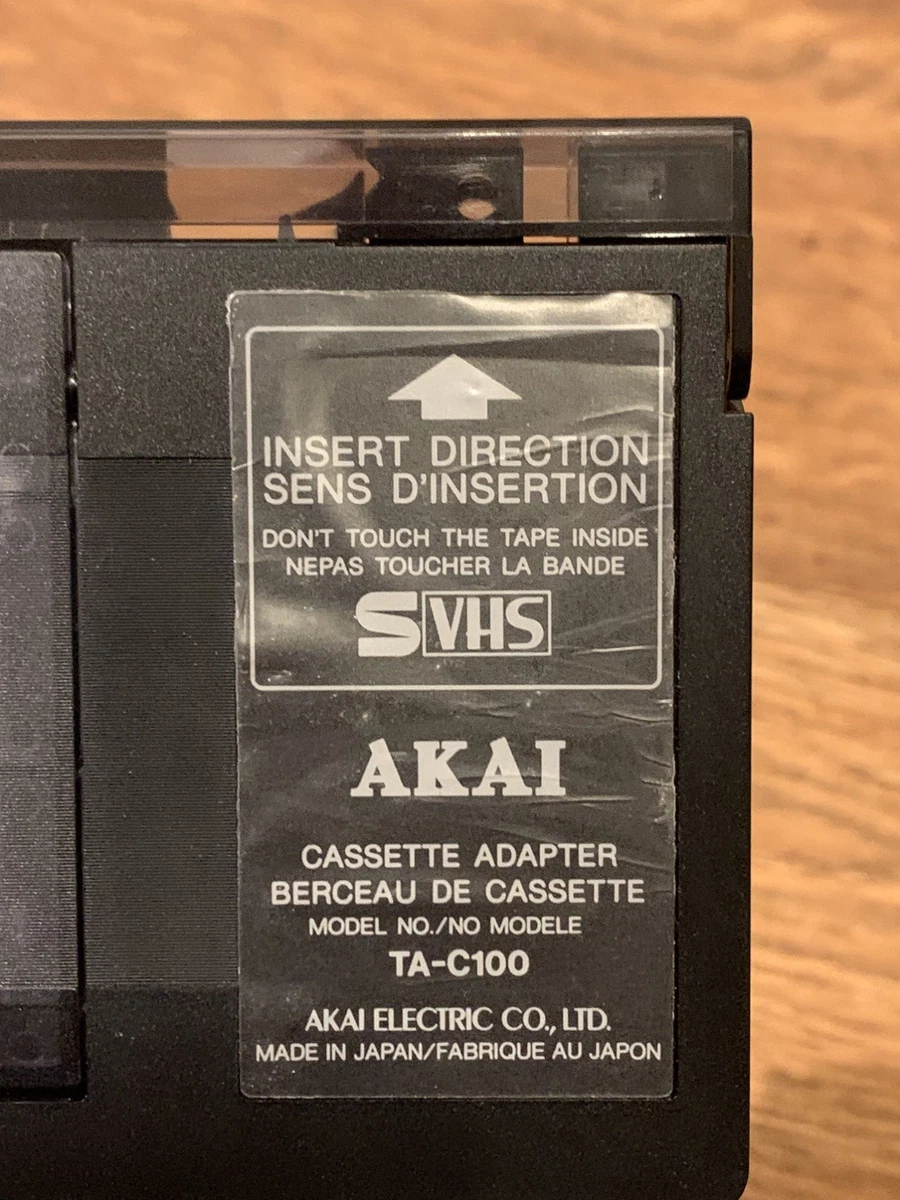 INSERT DIRECTION
SENS D'INSERTION
DON'T TOUCH THE TAPE INSIDE
NEPAS TOUCHER LA BANDE
S VHS
AKAI
CASSETTE ADAPTER
BERCEAU DE CASSETTE
MODEL NO./NO MODELE
TA-C100
AKAI ELECTRIC CO., LTD.
MADE IN JAPAN/FABRIQUE AU JAPON